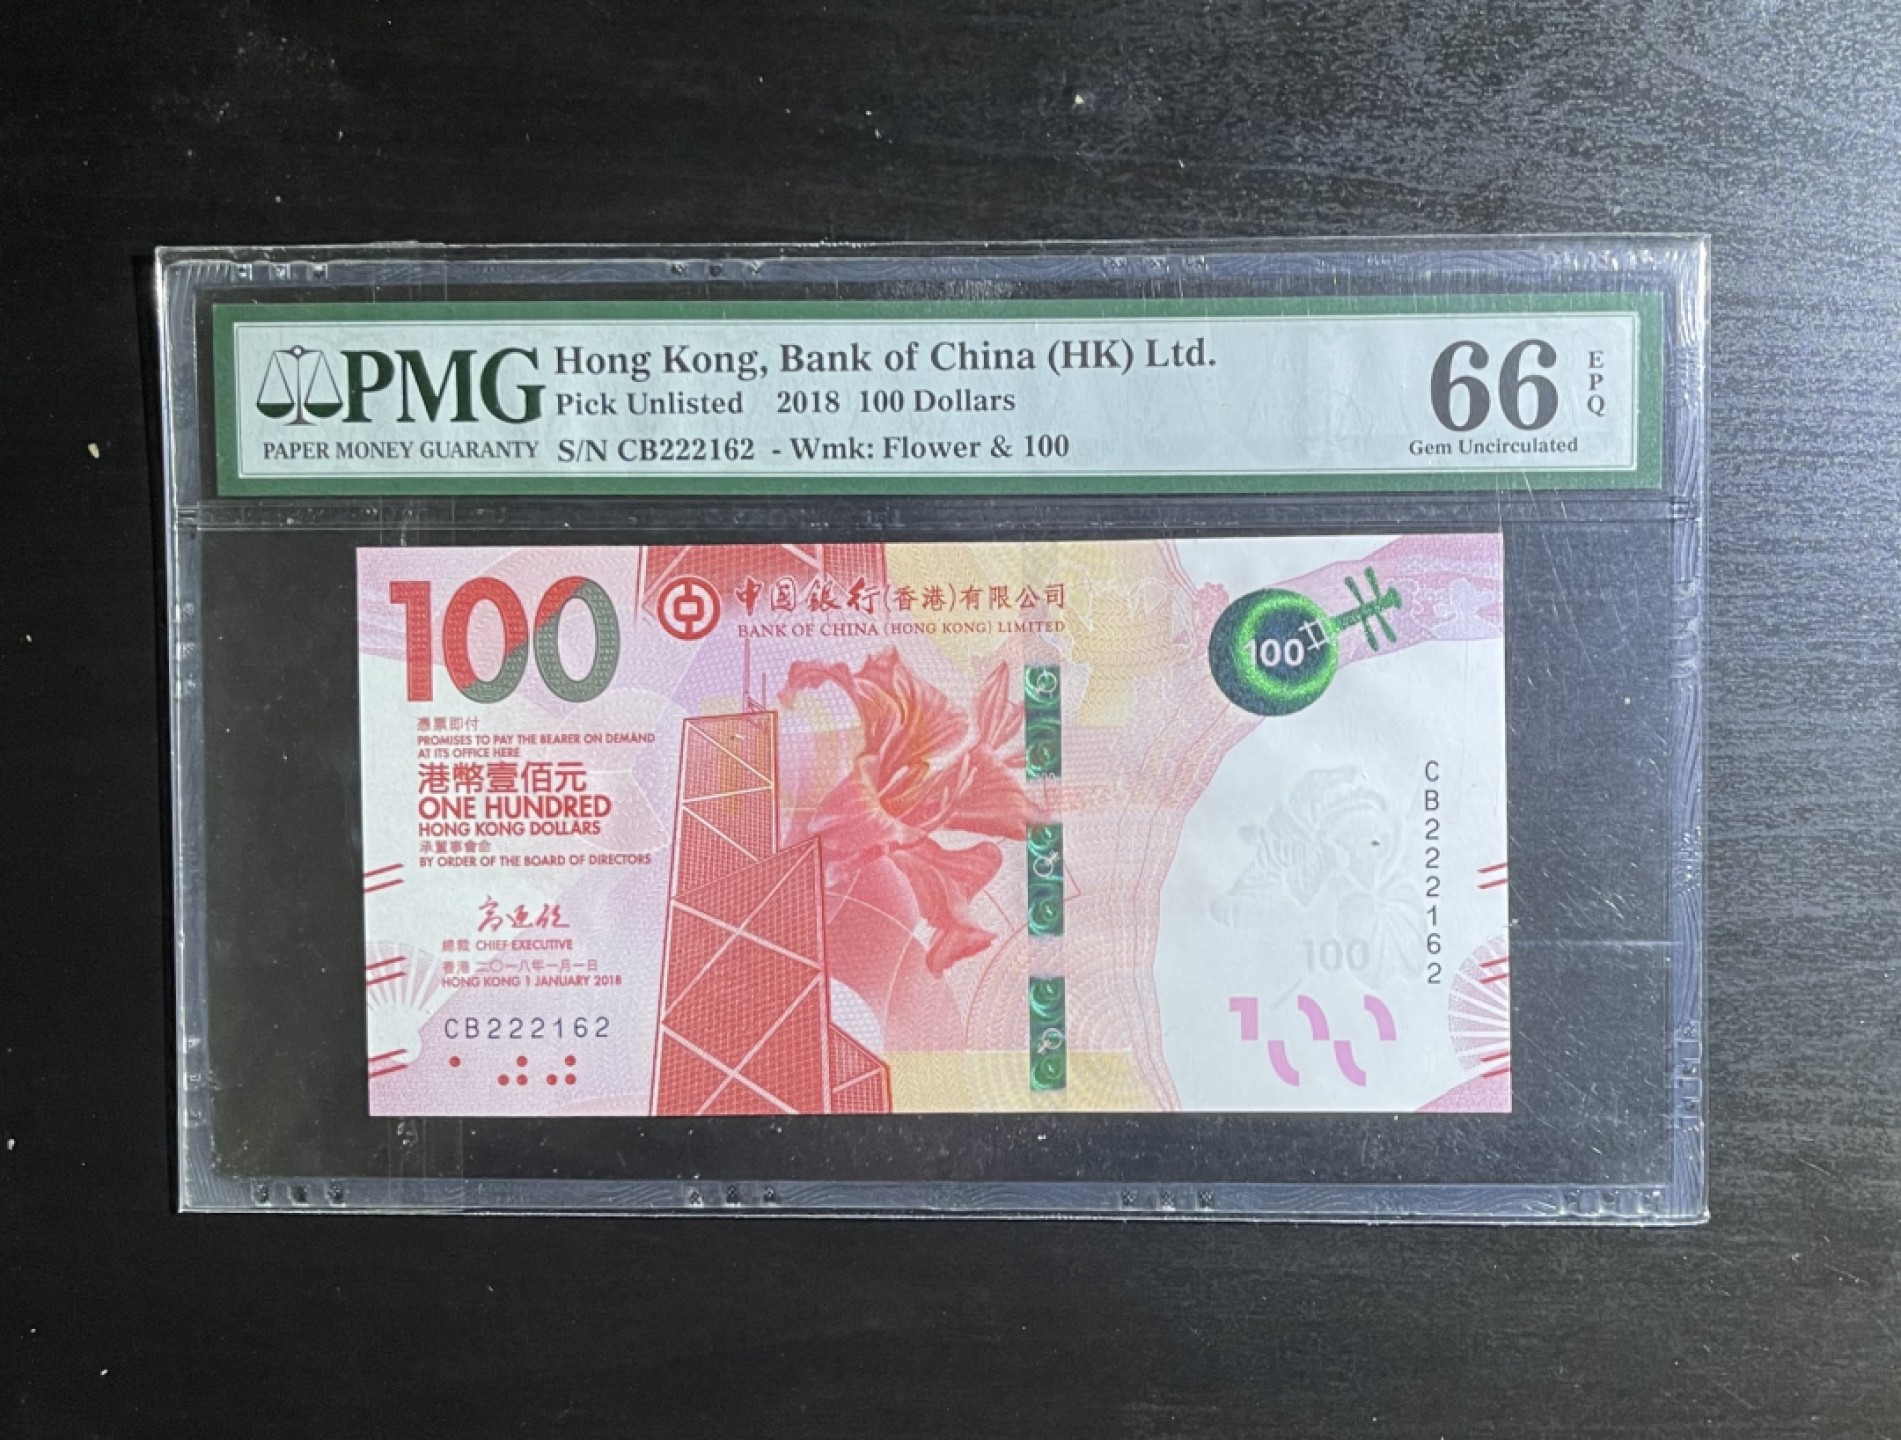 PMG
PAPER MONEY GUARANTY
Hong Kong, Bank of China (HK) Ltd.
Pick Unlisted 2018 100 Dollars
S/N CB222162 - Wmk: Flower & 100
66
EPQ
Gem Uncirculated
100
中国银行(香港)有限公司
BANK OF CHINA (HONG KONG) LIMITED
100
憑票即付
PROMISES TO PAY THE BEARER ON DEMAND
AT ITS OFFICE HERE
港幣壹佰元
ONE HUNDRED
HONG KONG DOLLARS
承董事會命
BY ORDER OF THE BOARD OF DIRECTORS
高迎欣
總裁 CHIEF EXECUTIVE
香港 二〇一八年一月一日
HONG KONG 1 JANUARY 2018
CB222162
CB222162
100